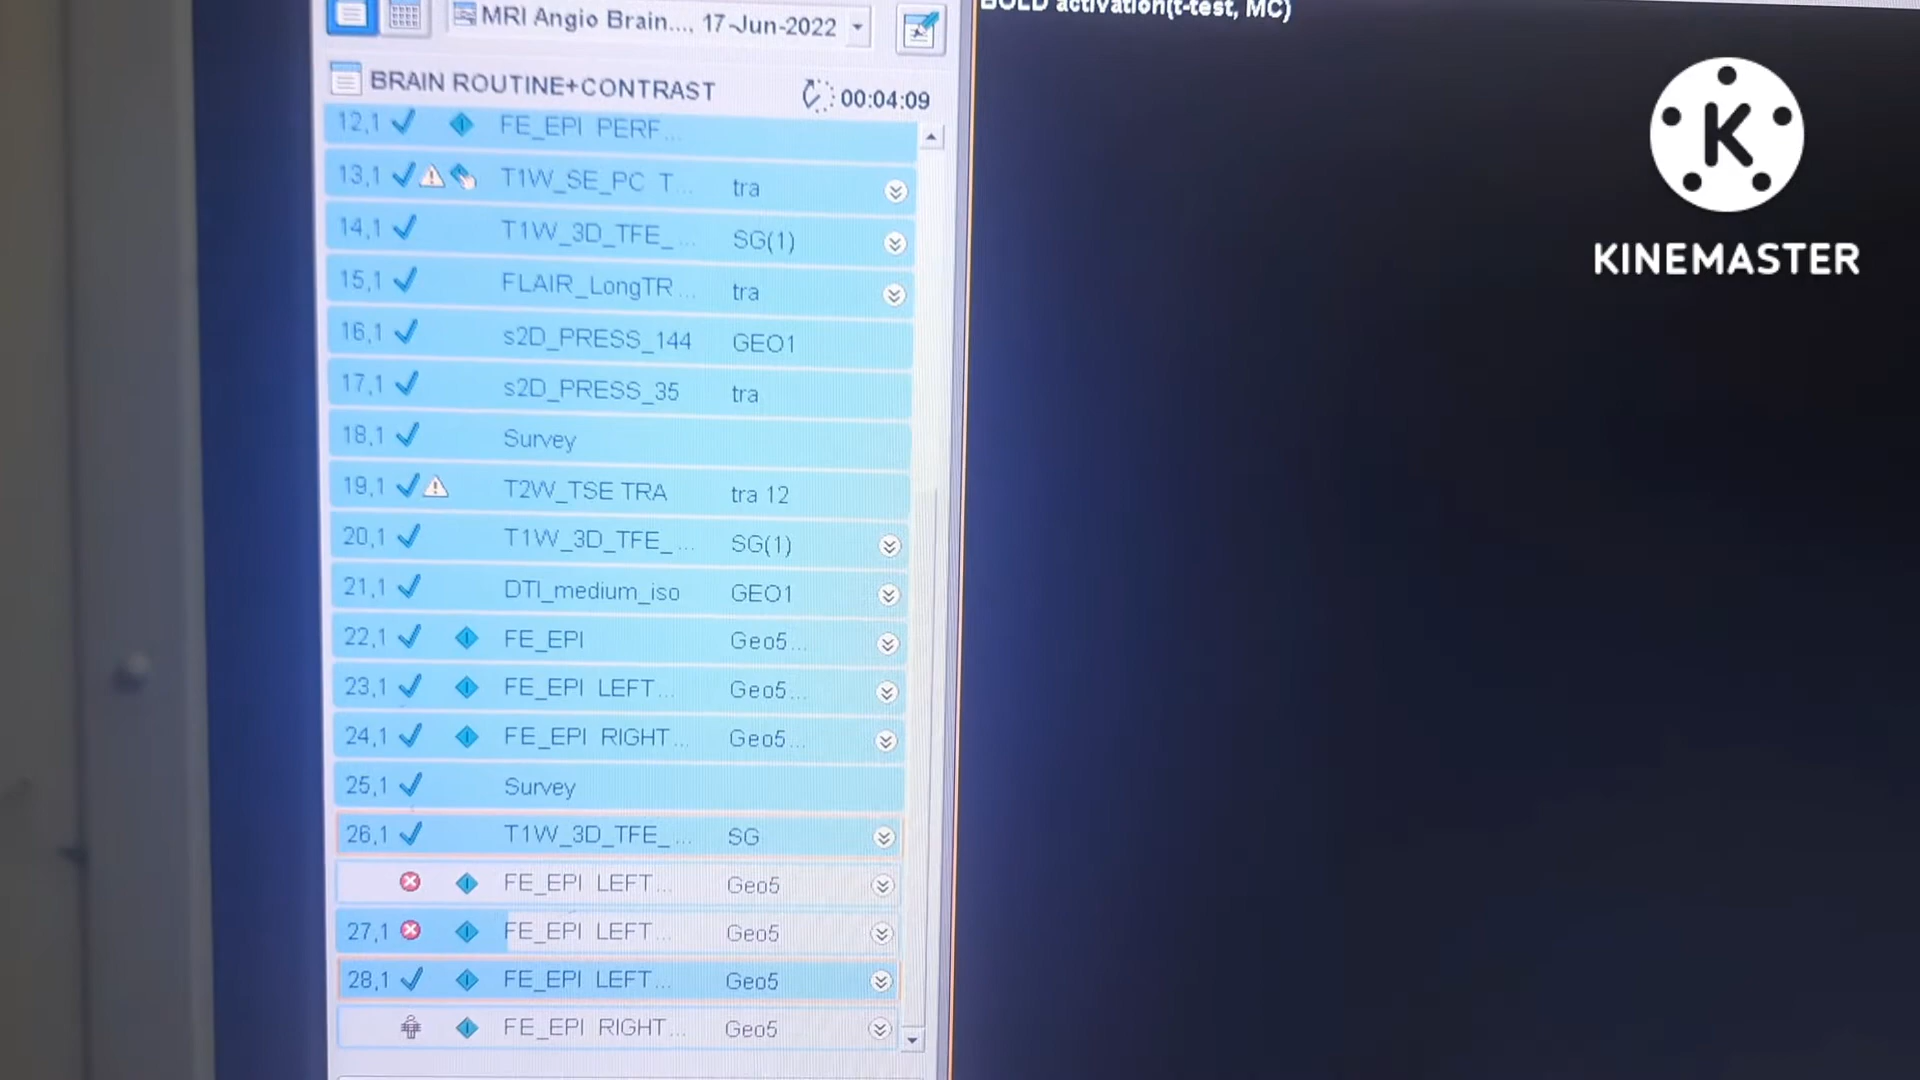 MRI Angio Brain..., 17-Jun-2022
BOLD activation(t-test, MC)
BRAIN ROUTINE+CONTRAST 00:04:09
12,1 FE_EPI PERF...
13,1 T1W_SE_PC T... tra
14,1 T1W_3D_TFE_... SG(1)
15,1 FLAIR_LongTR... tra
16,1 s2D_PRESS_144 GEO1
17,1 s2D_PRESS_35 tra
18,1 Survey
19,1 T2W_TSE TRA tra 12
20,1 T1W_3D_TFE_... SG(1)
21,1 DTI_medium_iso GEO1
22,1 FE_EPI Geo5...
23,1 FE_EPI LEFT... Geo5...
24,1 FE_EPI RIGHT... Geo5...
25,1 Survey
26,1 T1W_3D_TFE_... SG
FE_EPI LEFT... Geo5
27,1 FE_EPI LEFT... Geo5
28,1 FE_EPI LEFT... Geo5
FE_EPI RIGHT... Geo5
K
KINEMASTER